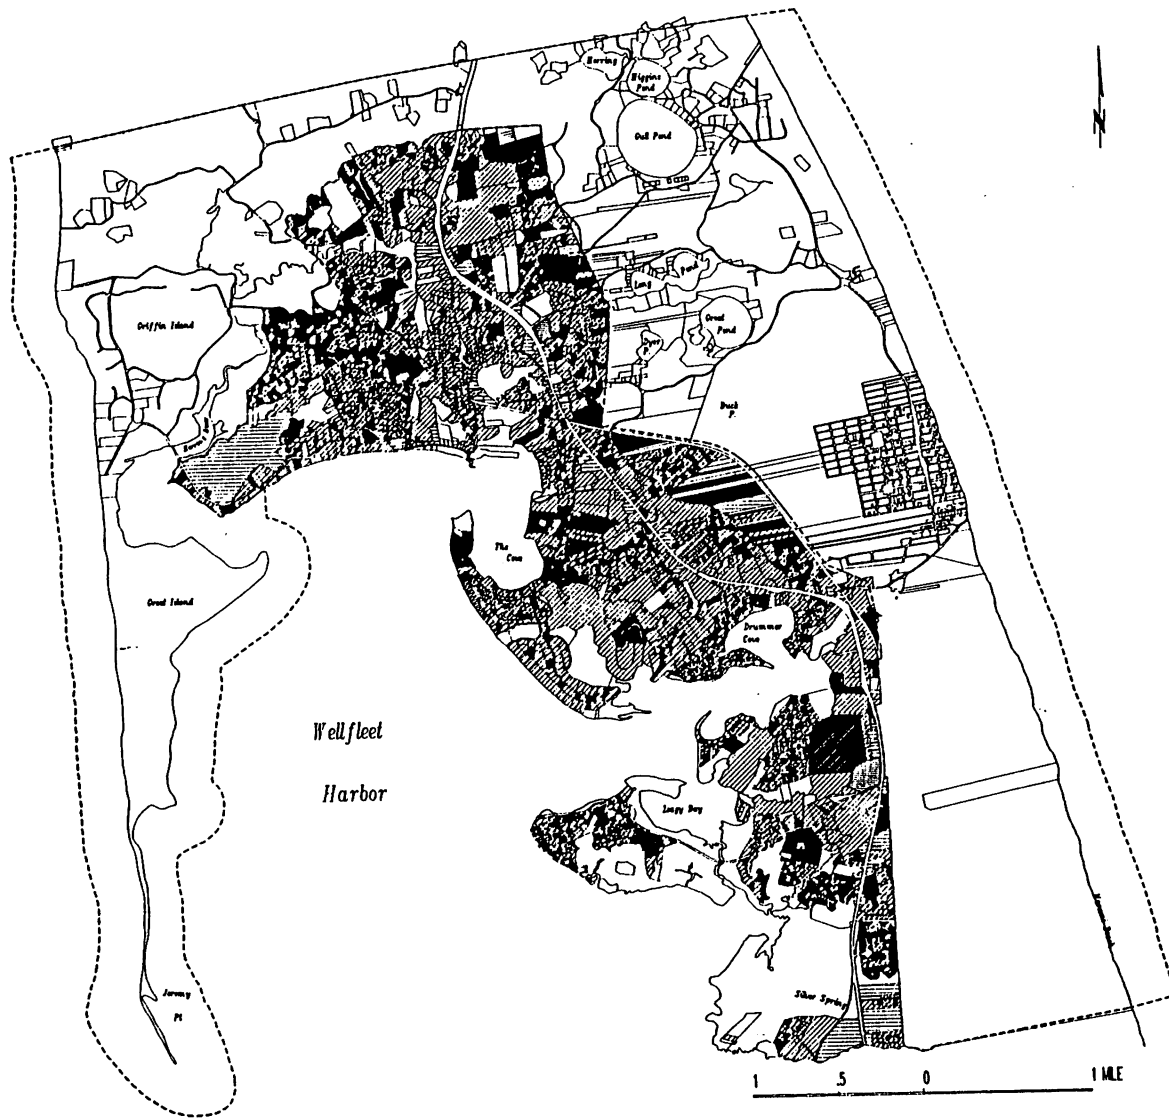 Herring
Higgins
Pond
Gull Pond
N
Long
Pond
Griffin Island
Great
Pond
Dyer
P.
Duck
P.
The
Cove
Great Island
Drummer
Cove
Wellfleet
Harbor
Lougy Bay
Jeremy
Pt
Silver Spring
1 .5 0 1 MILE